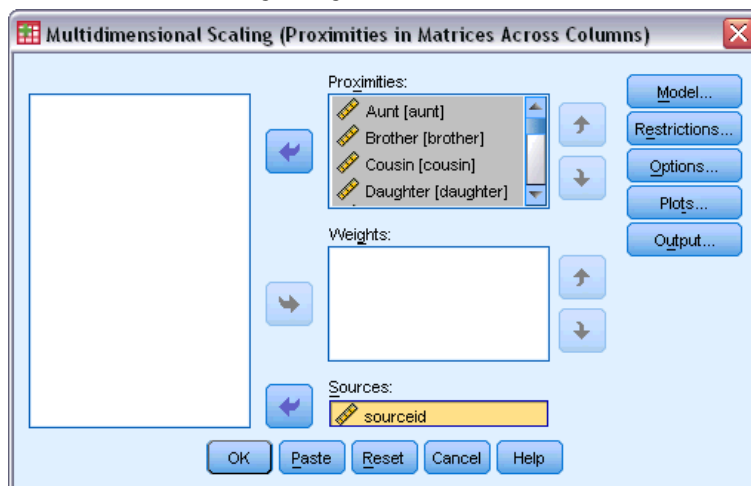 Multidimensional Scaling (Proximities in Matrices Across Columns)
Proximities:
Aunt [aunt]
Brother [brother]
Cousin [cousin]
Daughter [daughter]
Weights:
Sources:
sourceid
Model...
Restrictions...
Options...
Plots...
Output...
OK
Paste
Reset
Cancel
Help